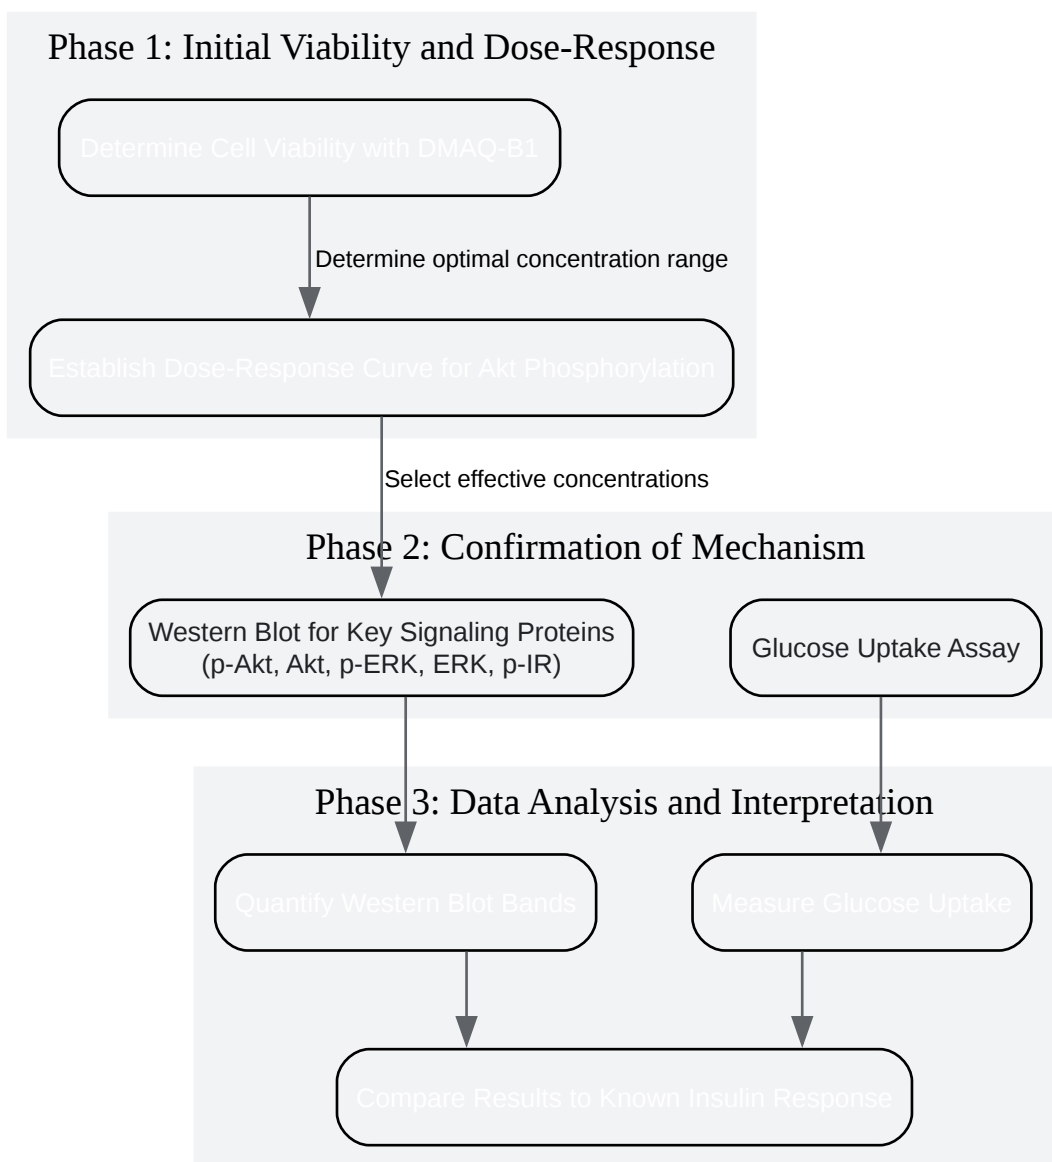 Phase 1: Initial Viability and Dose-Response
Determine Cell Viability with DMAQ-B1
Determine optimal concentration range
Establish Dose-Response Curve for Akt Phosphorylation
Select effective concentrations
Phase 2: Confirmation of Mechanism
Western Blot for Key Signaling Proteins
(p-Akt, Akt, p-ERK, ERK, p-IR)
Glucose Uptake Assay
Phase 3: Data Analysis and Interpretation
Quantify Western Blot Bands
Measure Glucose Uptake
Compare Results to Known Insulin Response